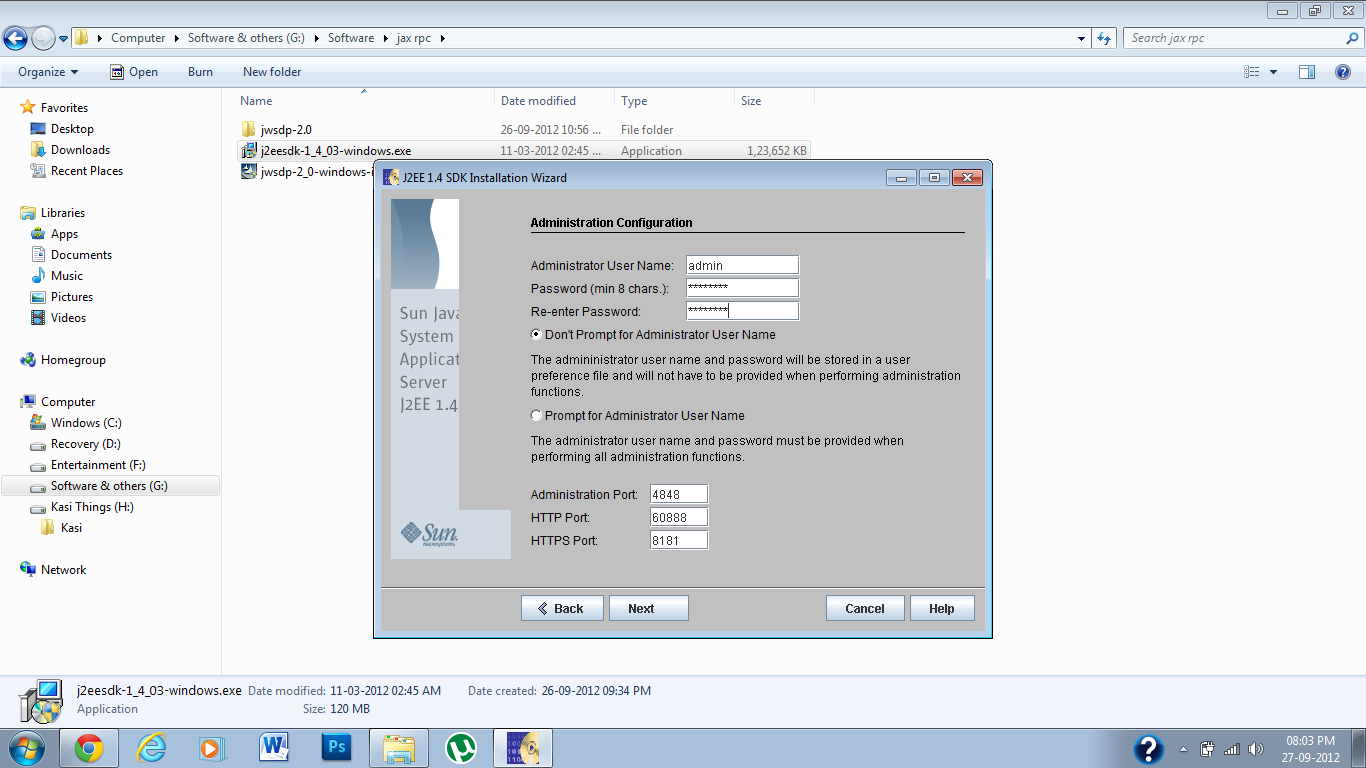 Computer Software & others (G:) Software jax rpc
Search jax rpc
Organize Open Burn New folder
Name Date modified Type Size
Favorites
Desktop
Downloads
Recent Places
Libraries
Apps
Documents
Music
Pictures
Videos
Homegroup
Computer
Windows (C:)
Recovery (D:)
Entertainment (F:)
Software & others (G:)
Kasi Things (H:)
Kasi
Network
jwsdp-2.0 26-09-2012 10:56 ... File folder
j2eesdk-1_4_03-windows.exe 11-03-2012 02:45 ... Application 1,23,652 KB
jwsdp-2_0-windows-i
J2EE 1.4 SDK Installation Wizard
Sun Java
System
Applicat
Server
J2EE 1.4
Sun
microsystems
Administration Configuration
Administrator User Name: admin
Password (min 8 chars.): ********
Re-enter Password: ********
Don't Prompt for Administrator User Name
The admininistrator user name and password will be stored in a user
preference file and will not have to be provided when performing administration
functions.
Prompt for Administrator User Name
The administrator user name and password must be provided when
performing all administration functions.
Administration Port: 4848
HTTP Port: 60888
HTTPS Port: 8181
Back Next Cancel Help
j2eesdk-1_4_03-windows.exe Date modified: 11-03-2012 02:45 AM Date created: 26-09-2012 09:34 PM
Application Size: 120 MB
Ps
08:03 PM
27-09-2012